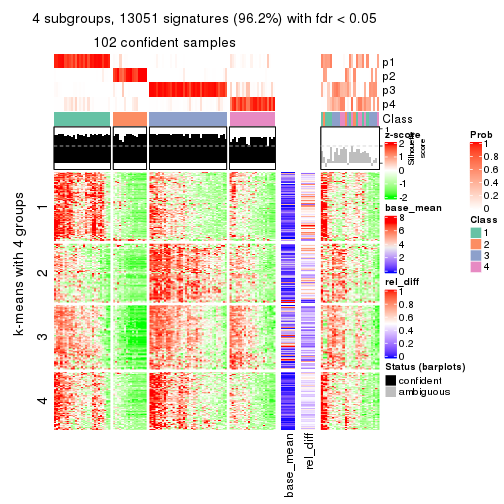 4 subgroups, 13051 signatures (96.2%) with fdr < 0.05
102 confident samples
p1
p2
p3
p4
Class
1
Silhouette
score
z-score
2
1
0
-1
-2
base_mean
8
6
4
2
0
rel_diff
1
0.8
0.6
0.4
0.2
0
Status (barplots)
confident
ambiguous
Prob
1
0.8
0.6
0.4
0.2
0
Class
1
2
3
4
k-means with 4 groups
1
2
3
4
base_mean
rel_diff